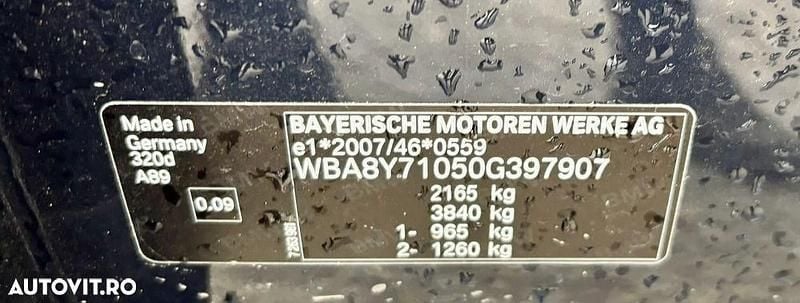 Made in
Germany
320d
A89
0,09
BAYERISCHE MOTOREN WERKE AG
e1*2007/46*0559
WBA8Y71050G397907
2165 kg
3840 kg
1- 965 kg
2- 1260 kg
AUTOVIT.RO